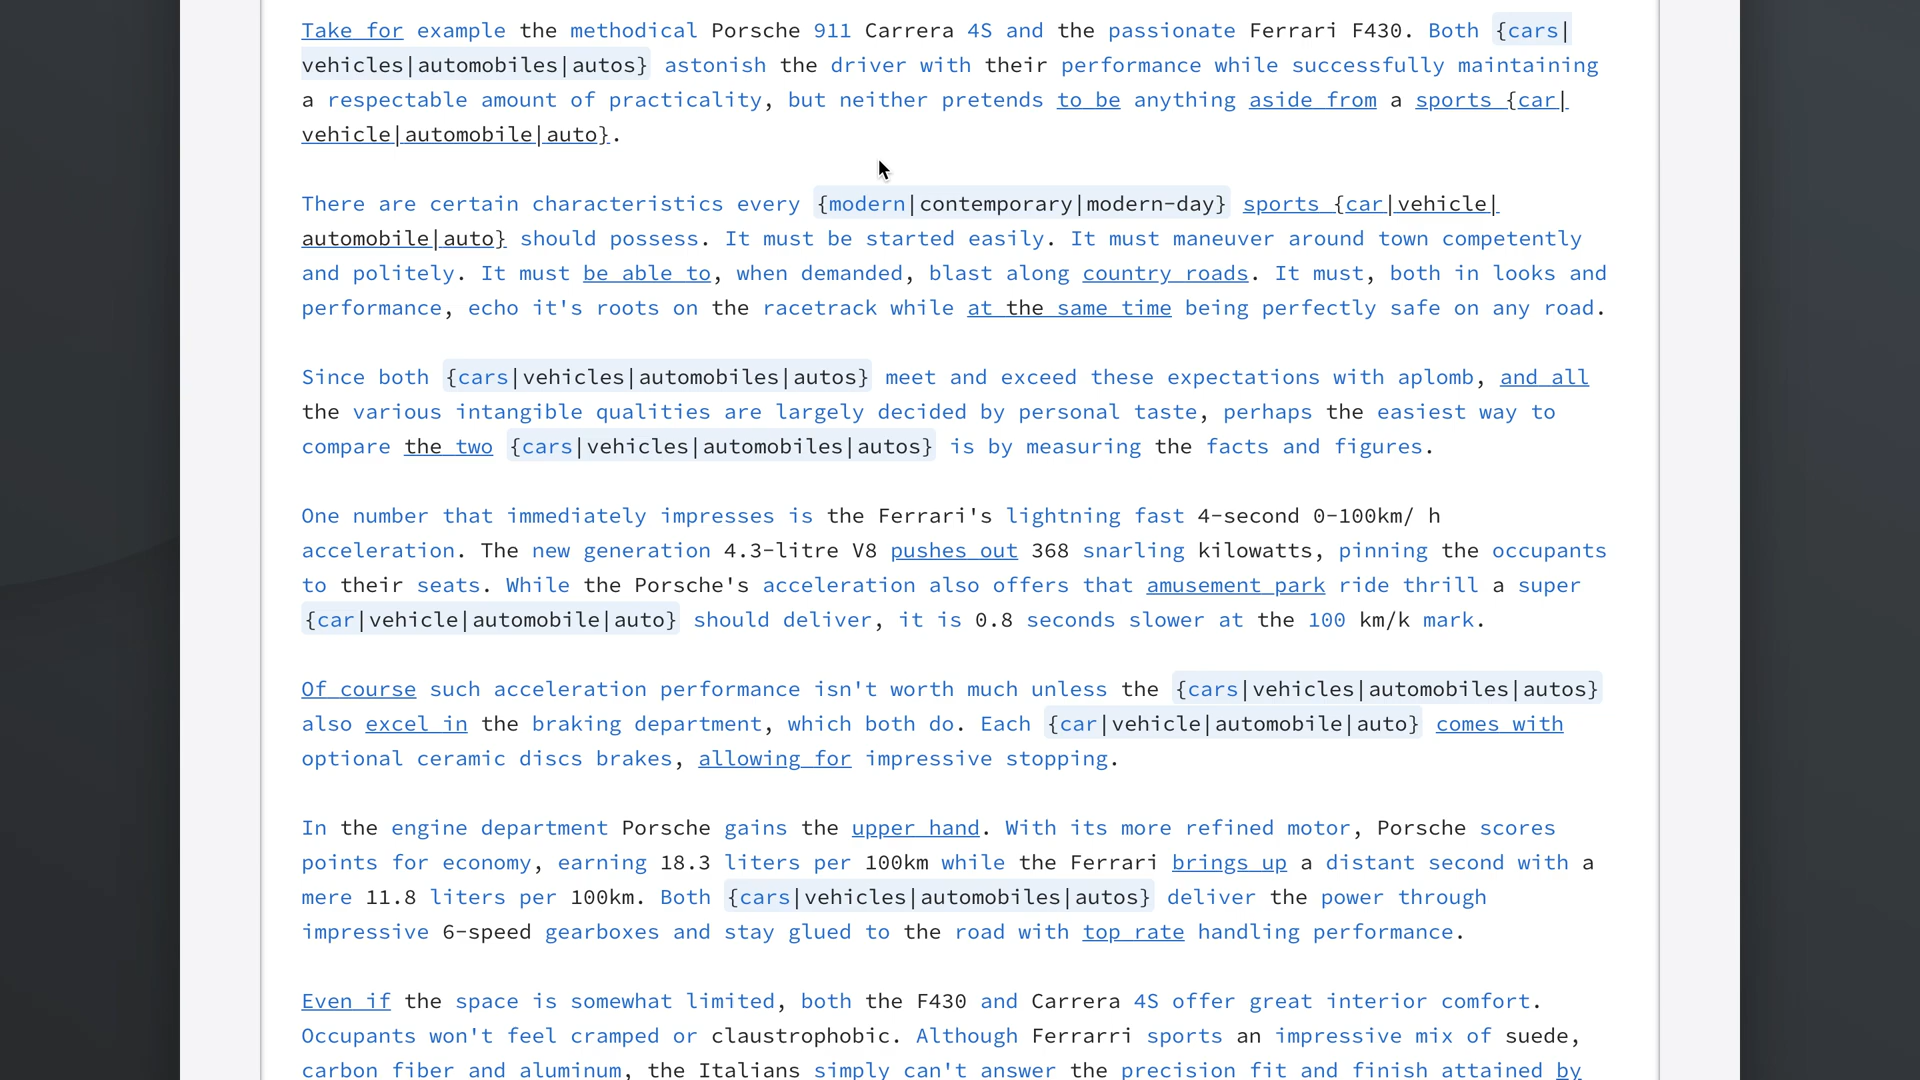 Take for example the methodical Porsche 911 Carrera 4S and the passionate Ferrari F430. Both {cars|
vehicles|automobiles|autos} astonish the driver with their performance while successfully maintaining
a respectable amount of practicality, but neither pretends to be anything aside from a sports {car|
vehicle|automobile|auto}.
There are certain characteristics every {modern|contemporary|modern-day} sports {car|vehicle|
automobile|auto} should possess. It must be started easily. It must maneuver around town competently
and politely. It must be able to, when demanded, blast along country roads. It must, both in looks and
performance, echo it's roots on the racetrack while at the same time being perfectly safe on any road.
Since both {cars|vehicles|automobiles|autos} meet and exceed these expectations with aplomb, and all
the various intangible qualities are largely decided by personal taste, perhaps the easiest way to
compare the two {cars|vehicles|automobiles|autos} is by measuring the facts and figures.
One number that immediately impresses is the Ferrari's lightning fast 4-second 0-100km/ h
acceleration. The new generation 4.3-litre V8 pushes out 368 snarling kilowatts, pinning the occupants
to their seats. While the Porsche's acceleration also offers that amusement park ride thrill a super
{car|vehicle|automobile|auto} should deliver, it is 0.8 seconds slower at the 100 km/k mark.
Of course such acceleration performance isn't worth much unless the {cars|vehicles|automobiles|autos}
also excel in the braking department, which both do. Each {car|vehicle|automobile|auto} comes with
optional ceramic discs brakes, allowing for impressive stopping.
In the engine department Porsche gains the upper hand. With its more refined motor, Porsche scores
points for economy, earning 18.3 liters per 100km while the Ferrari brings up a distant second with a
mere 11.8 liters per 100km. Both {cars|vehicles|automobiles|autos} deliver the power through
impressive 6-speed gearboxes and stay glued to the road with top rate handling performance.
Even if the space is somewhat limited, both the F430 and Carrera 4S offer great interior comfort.
Occupants won't feel cramped or claustrophobic. Although Ferrarri sports an impressive mix of suede,
carbon fiber and aluminum, the Italians simply can't answer the precision fit and finish attained by